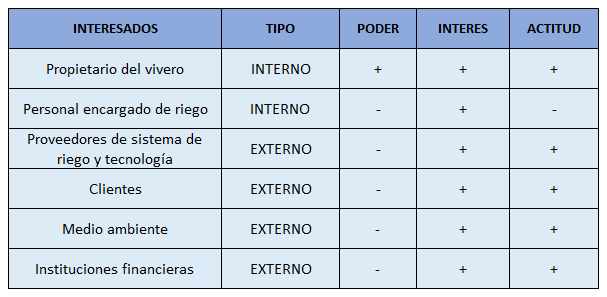 INTERESADOS TIPO PODER INTERES ACTITUD
Propietario del vivero INTERNO + + +
Personal encargado de riego INTERNO - + -
Proveedores de sistema de
riego y tecnología EXTERNO - + +
Clientes EXTERNO - + +
Medio ambiente EXTERNO - + +
Instituciones financieras EXTERNO - + +